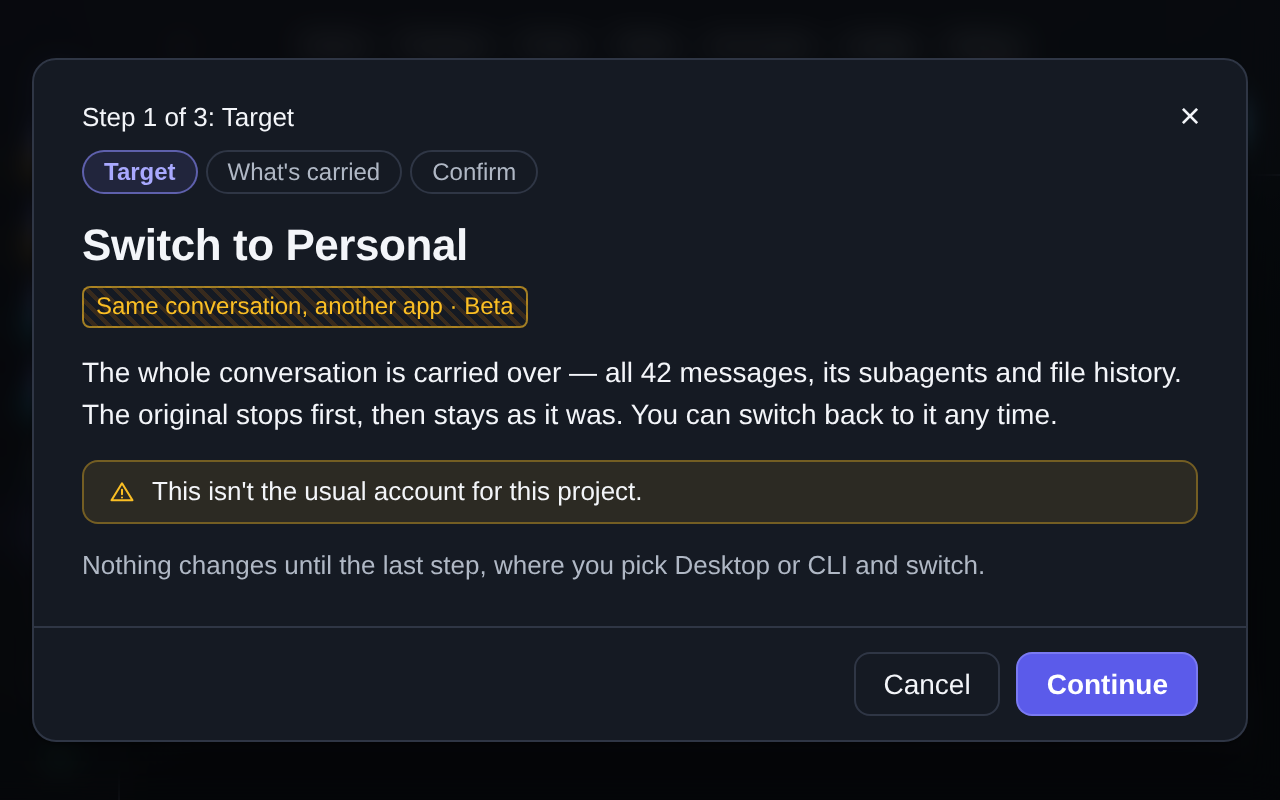 Step 1 of 3: Target
Target
What's carried
Confirm
Switch to Personal
Same conversation, another app · Beta
The whole conversation is carried over — all 42 messages, its subagents and file history.
The original stops first, then stays as it was. You can switch back to it any time.
This isn't the usual account for this project.
Nothing changes until the last step, where you pick Desktop or CLI and switch.
Cancel
Continue